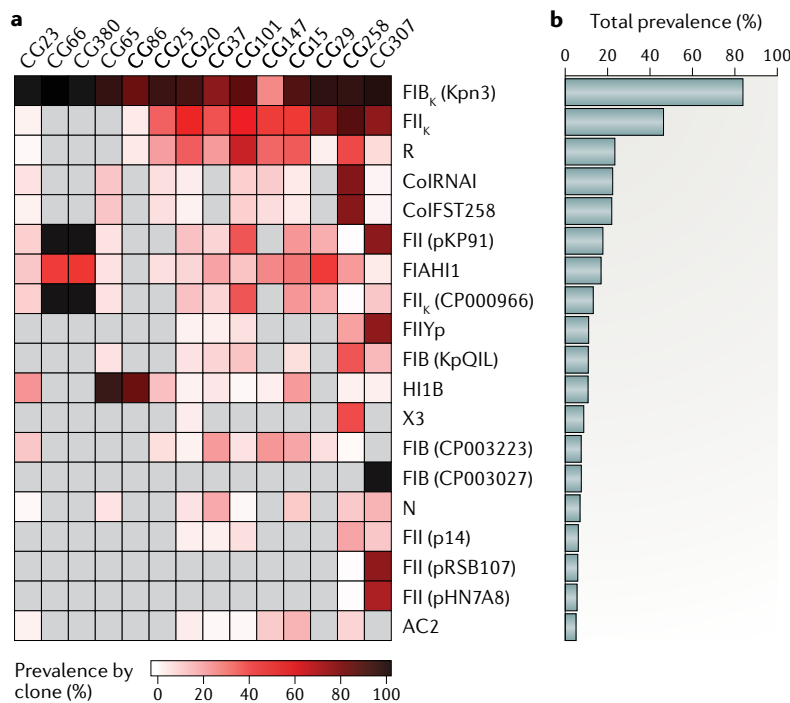 a
CG23 CG66 CG380 CG65 CG86 CG25 CG20 CG37 CG101 CG147 CG15 CG29 CG258 CG307
FIBK (Kpn3)
FIIK
R
ColRNAI
ColFST258
FII (pKP91)
FIAHI1
FIIK (CP000966)
FIIYp
FIB (KpQIL)
HI1B
X3
FIB (CP003223)
FIB (CP003027)
N
FII (p14)
FII (pRSB107)
FII (pHN7A8)
AC2
Prevalence by
clone (%)
0 20 40 60 80 100
b
Total prevalence (%)
0 20 40 60 80 100